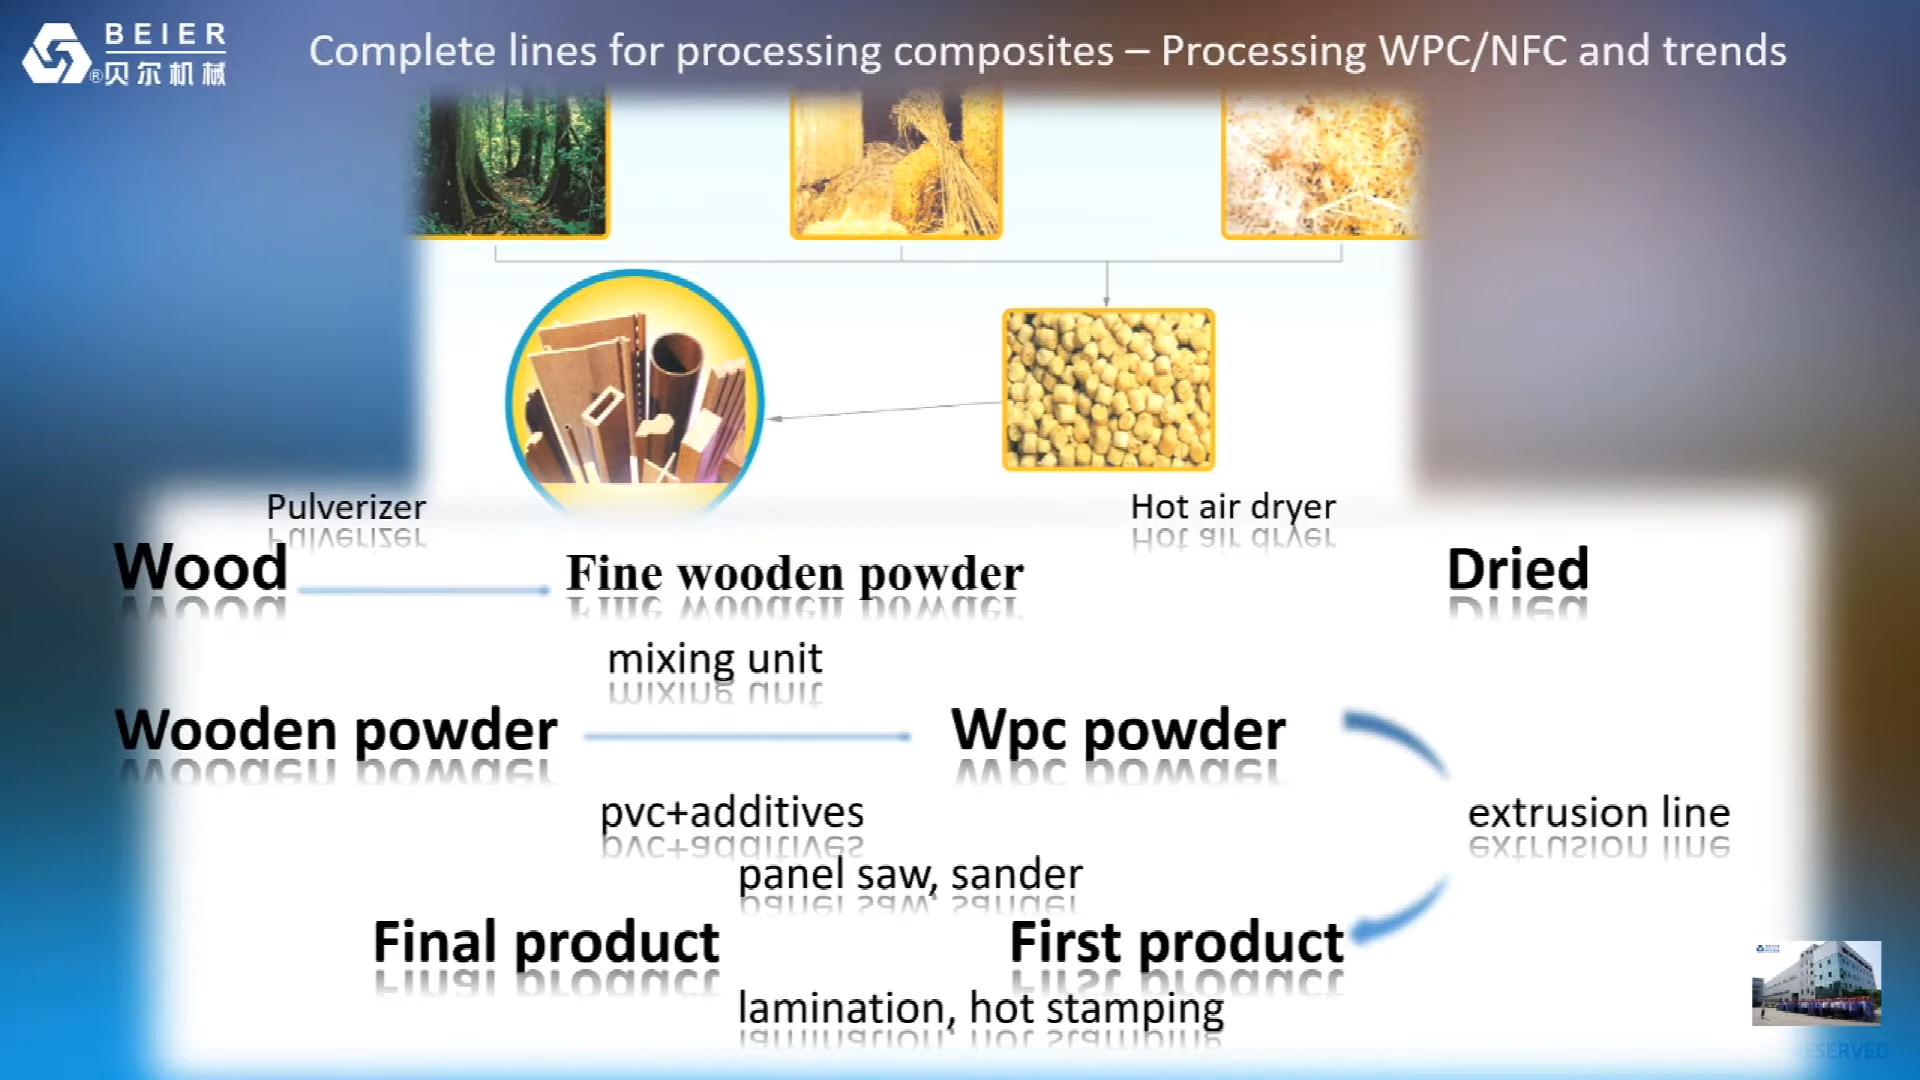 BEIER
®贝尔机械
Complete lines for processing composites – Processing WPC/NFC and trends
Pulverizer
Hot air dryer
Wood
Fine wooden powder
Dried
mixing unit
Wooden powder
Wpc powder
pvc+additives
extrusion line
panel saw, sander
Final product
First product
lamination, hot stamping
BEIER